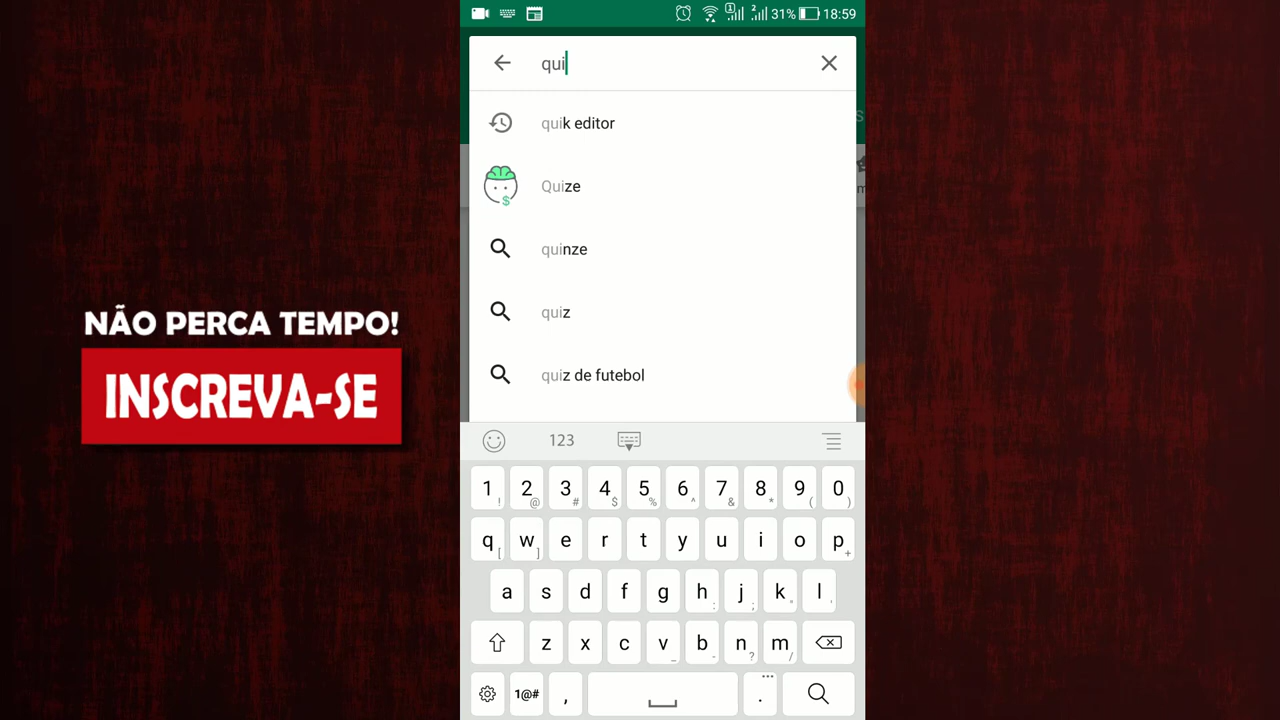 31% 18:59
qui
quik editor
Quize
quinze
quiz
quiz de futebol
NÃO PERCA TEMPO!
INSCREVA-SE
123
1 2 3 4 5 6 7 8 9 0
! @ # $ % ^ & * ( )
q w e r t y u i o p
[ ] +
a s d f g h j k l
: ; " '
z x c v b n m
_ - ? /
1@# , .